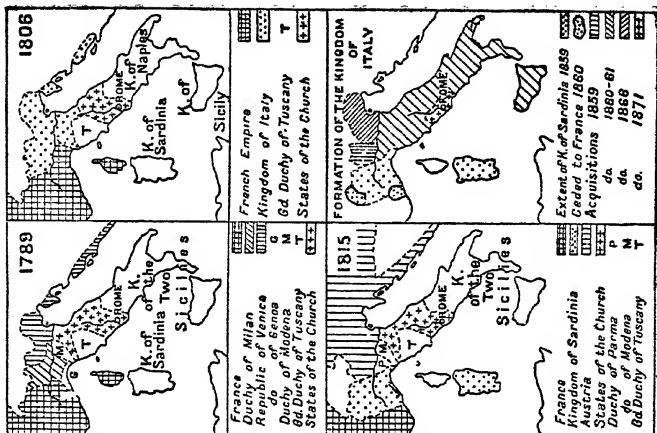 1789
M
G
T
ROME
K.
of the
Two
Sicilies
K. of
Sardinia
France
Duchy of Milan
Republic of Venice
do of Genoa G
Duchy of Modena M
Gd. Duchy of Tuscany T
States of the Church
1806
T
ROME
K. of
Naples
K. of
Sardinia
K. of
Sicily
French Empire
Kingdom of Italy
Gd. Duchy of Tuscany T
States of the Church
1815
P
M
T
ROME
K.
of the
Two
Sicilies
France
Kingdom of Sardinia
Austria
States of the Church
Duchy of Parma P
do of Modena M
Gd Duchy of Tuscany T
FORMATION OF THE KINGDOM
OF
ITALY
ROME
Extent of K. of Sardinia 1859
Ceded to France 1860
Acquisitions 1859
do. 1860-61
do. 1866
do. 1871